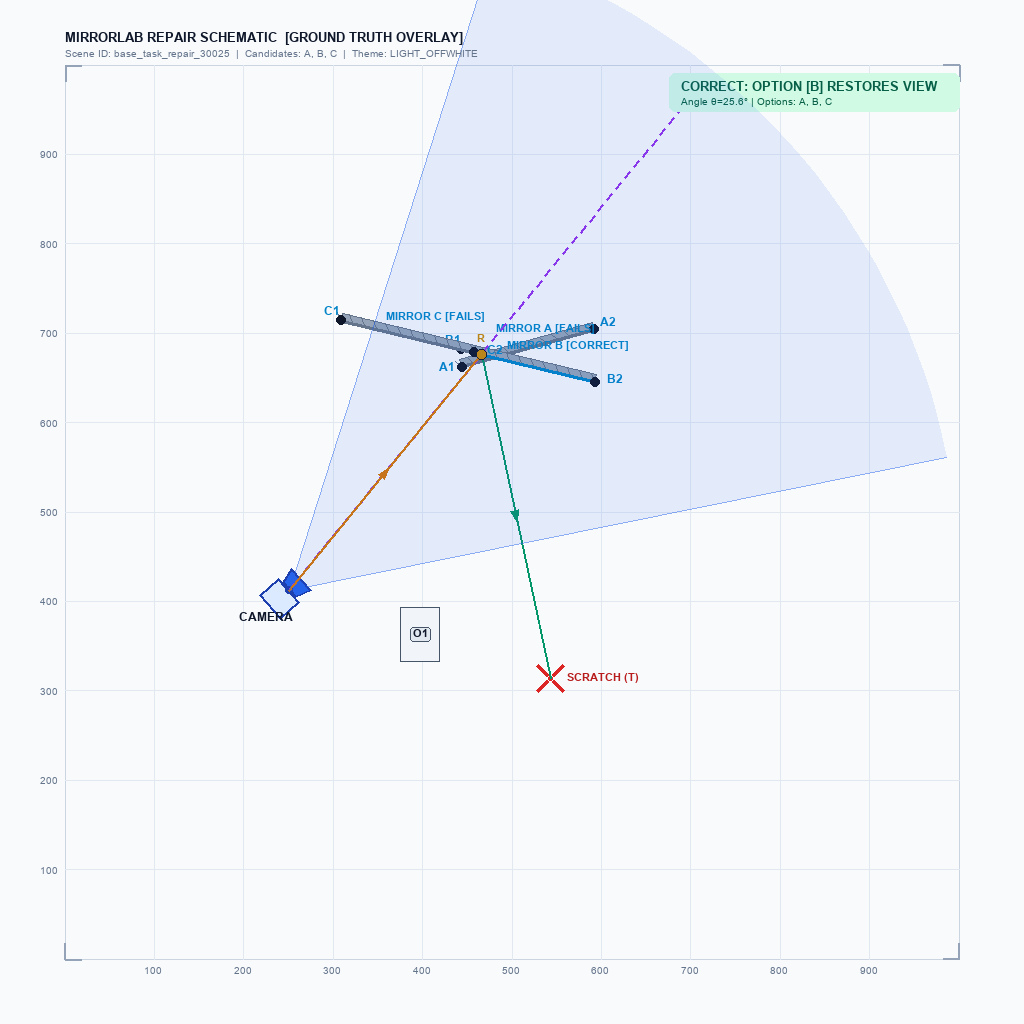 MIRRORLAB REPAIR SCHEMATIC [GROUND TRUTH OVERLAY]
Scene ID: base_task_repair_30025 | Candidates: A, B, C | Theme: LIGHT_OFFWHITE
CORRECT: OPTION [B] RESTORES VIEW
Angle θ=25.6° | Options: A, B, C
900
800
700
600
500
400
300
200
100
C1
MIRROR C [FAILS]
A2
MIRROR A [FAILS]
R
B1
C2
MIRROR B [CORRECT]
A1
B2
CAMERA
O1
SCRATCH (T)
100
200
300
400
500
600
700
800
900